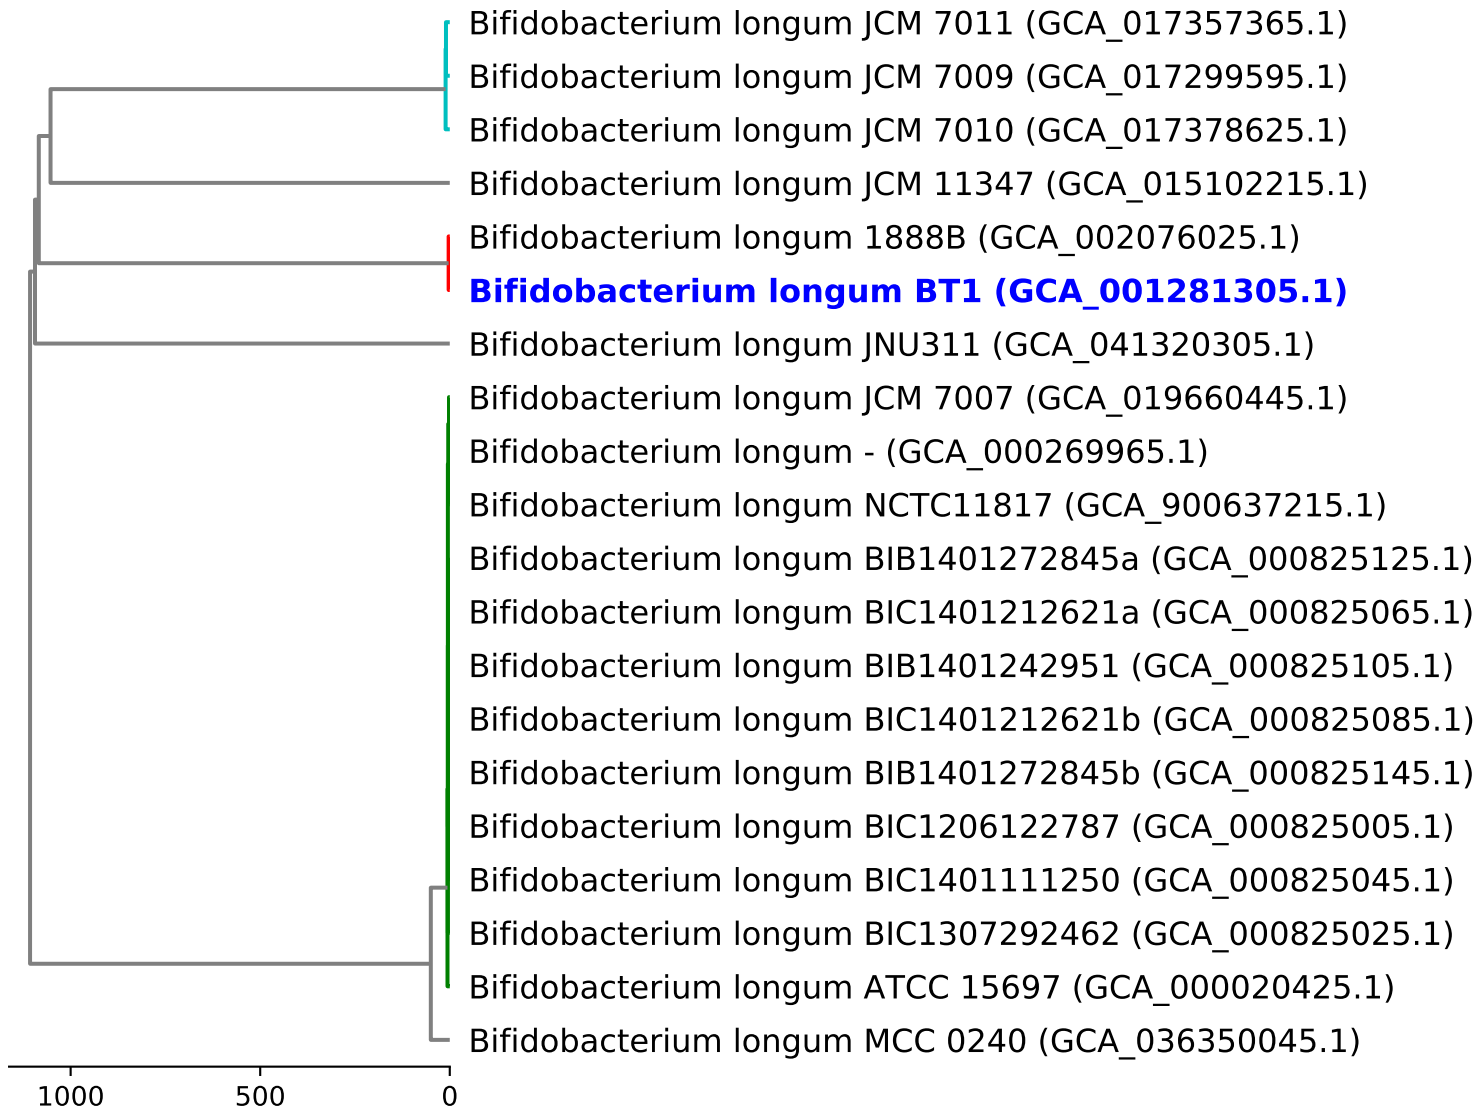 Bifidobacterium longum JCM 7011 (GCA_017357365.1)
Bifidobacterium longum JCM 7009 (GCA_017299595.1)
Bifidobacterium longum JCM 7010 (GCA_017378625.1)
Bifidobacterium longum JCM 11347 (GCA_015102215.1)
Bifidobacterium longum 1888B (GCA_002076025.1)
Bifidobacterium longum BT1 (GCA_001281305.1)
Bifidobacterium longum JNU311 (GCA_041320305.1)
Bifidobacterium longum JCM 7007 (GCA_019660445.1)
Bifidobacterium longum - (GCA_000269965.1)
Bifidobacterium longum NCTC11817 (GCA_900637215.1)
Bifidobacterium longum BIB1401272845a (GCA_000825125.1)
Bifidobacterium longum BIC1401212621a (GCA_000825065.1)
Bifidobacterium longum BIB1401242951 (GCA_000825105.1)
Bifidobacterium longum BIC1401212621b (GCA_000825085.1)
Bifidobacterium longum BIB1401272845b (GCA_000825145.1)
Bifidobacterium longum BIC1206122787 (GCA_000825005.1)
Bifidobacterium longum BIC1401111250 (GCA_000825045.1)
Bifidobacterium longum BIC1307292462 (GCA_000825025.1)
Bifidobacterium longum ATCC 15697 (GCA_000020425.1)
Bifidobacterium longum MCC 0240 (GCA_036350045.1)
1000 500 0